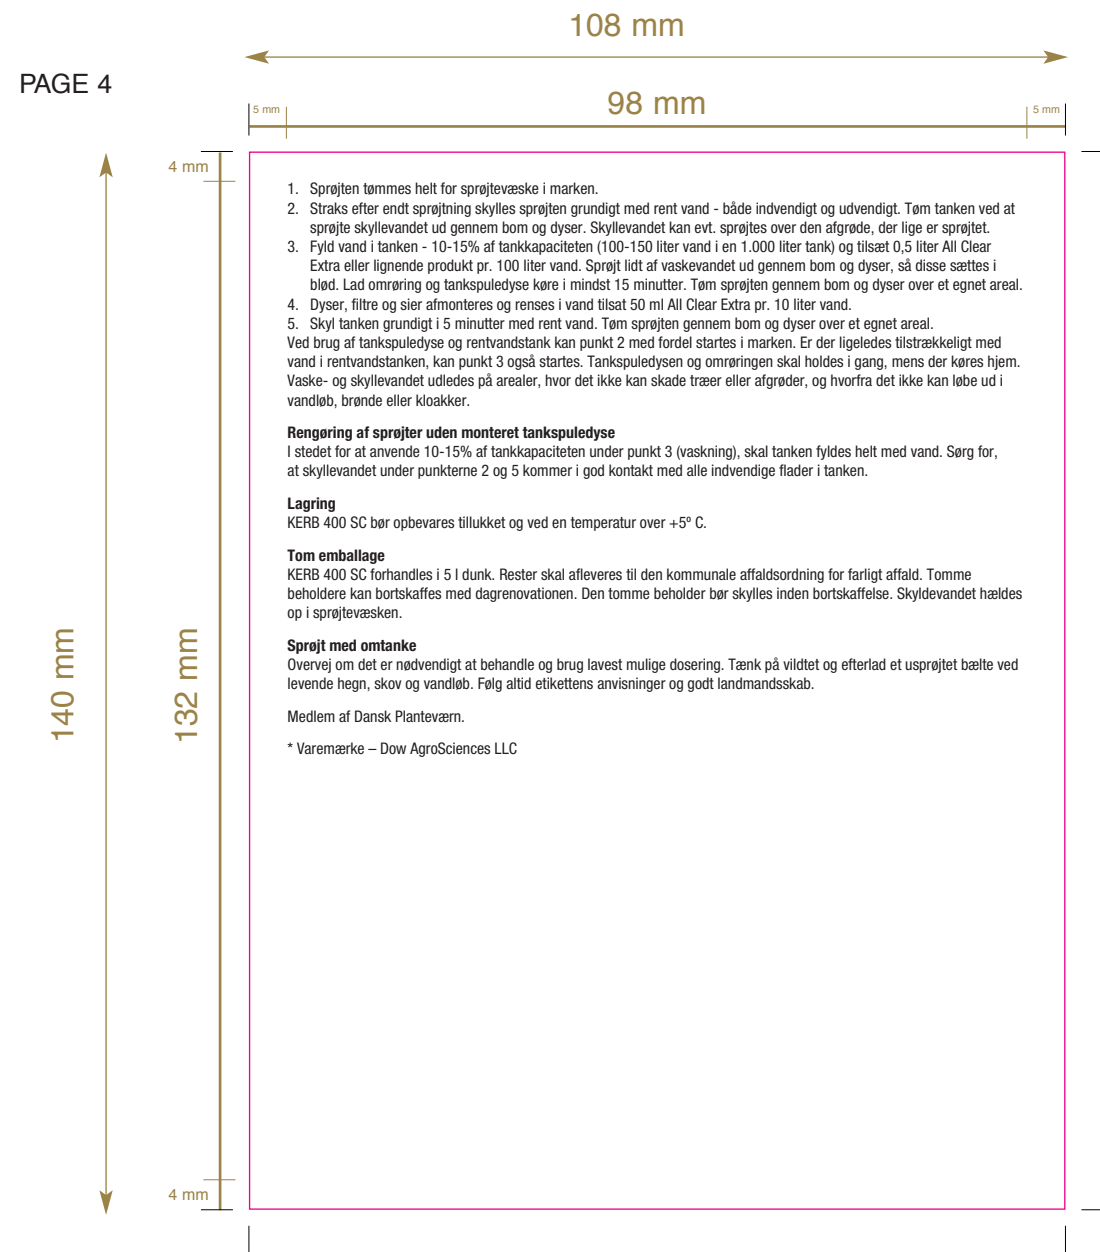 108 mm
PAGE 4
98 mm
5 mm
5 mm
4 mm
1. Sprøjten tømmes helt for sprøjtevæske i marken.
2. Straks efter endt sprøjtning skylles sprøjten grundigt med rent vand - både indvendigt og udvendigt. Tøm tanken ved at
sprøjte skyllevandet ud gennem bom og dyser. Skyllevandet kan evt. sprøjtes over den afgrøde, der lige er sprøjtet.
3. Fyld vand i tanken - 10-15% af tankkapaciteten (100-150 liter vand i en 1.000 liter tank) og tilsæt 0,5 liter All Clear
Extra eller lignende produkt pr. 100 liter vand. Sprøjt lidt af vaskevandet ud gennem bom og dyser, så disse sættes i
blød. Lad omrøring og tankspuledyse køre i mindst 15 minutter. Tøm sprøjten gennem bom og dyser over et egnet areal.
4. Dyser, filtre og sier afmonteres og renses i vand tilsat 50 ml All Clear Extra pr. 10 liter vand.
5. Skyl tanken grundigt i 5 minutter med rent vand. Tøm sprøjten gennem bom og dyser over et egnet areal.
Ved brug af tankspuledyse og rentvandstank kan punkt 2 med fordel startes i marken. Er der ligeledes tilstrækkeligt med
vand i rentvandstanken, kan punkt 3 også startes. Tankspuledysen og omrøringen skal holdes i gang, mens der køres hjem.
Vaske- og skyllevandet udledes på arealer, hvor det ikke kan skade træer eller afgrøder, og hvorfra det ikke kan løbe ud i
vandløb, brønde eller kloakker.
Rengøring af sprøjter uden monteret tankspuledyse
I stedet for at anvende 10-15% af tankkapaciteten under punkt 3 (vaskning), skal tanken fyldes helt med vand. Sørg for,
at skyllevandet under punkterne 2 og 5 kommer i god kontakt med alle indvendige flader i tanken.
Lagring
KERB 400 SC bør opbevares tillukket og ved en temperatur over +5º C.
Tom emballage
KERB 400 SC forhandles i 5 l dunk. Rester skal afleveres til den kommunale affaldsordning for farligt affald. Tomme
beholdere kan bortskaffes med dagrenovationen. Den tomme beholder bør skylles inden bortskaffelse. Skyldevandet hældes
op i sprøjtevæsken.
Sprøjt med omtanke
Overvej om det er nødvendigt at behandle og brug lavest mulige dosering. Tænk på vildtet og efterlad et usprøjtet bælte ved
levende hegn, skov og vandløb. Følg altid etikettens anvisninger og godt landmandsskab.
Medlem af Dansk Planteværn.
* Varemærke – Dow AgroSciences LLC
140 mm
132 mm
4 mm